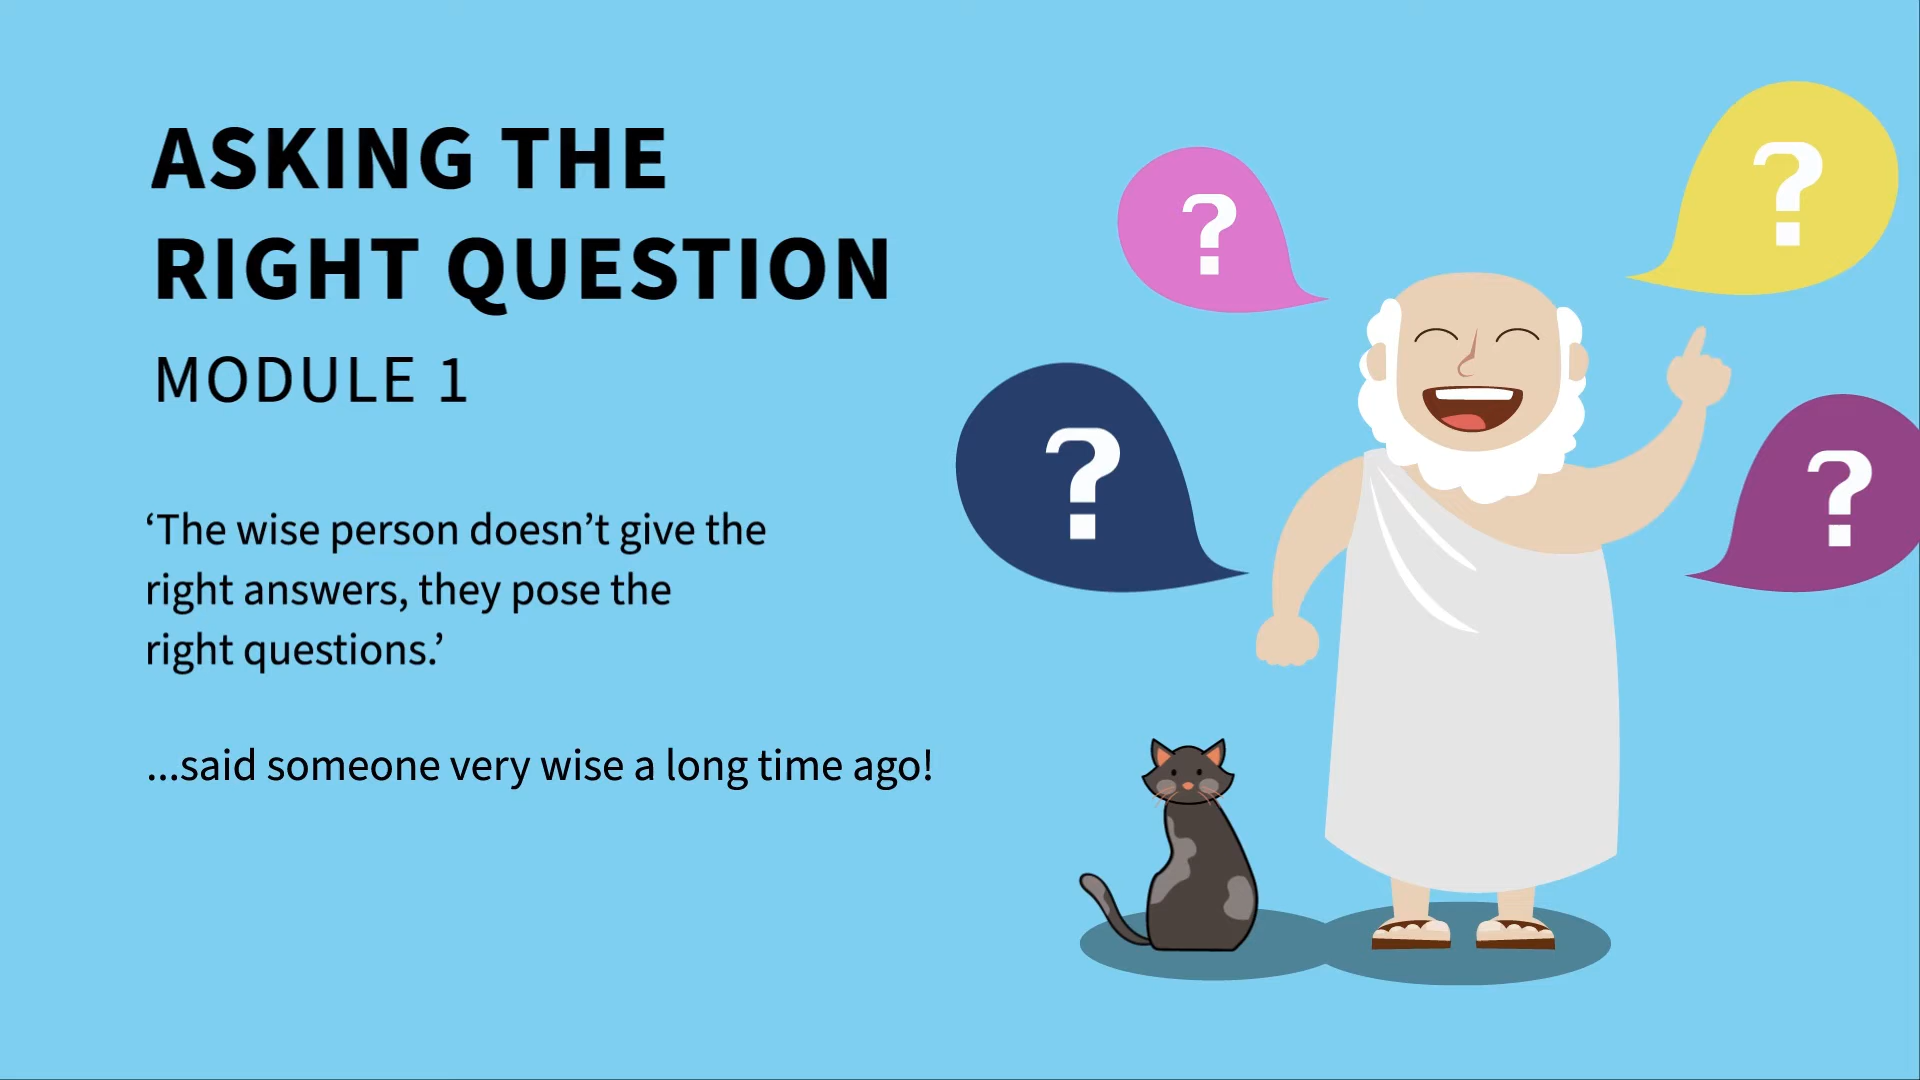 ASKING THE
RIGHT QUESTION
MODULE 1
‘The wise person doesn’t give the
right answers, they pose the
right questions.’
...said someone very wise a long time ago!
?
?
?
?